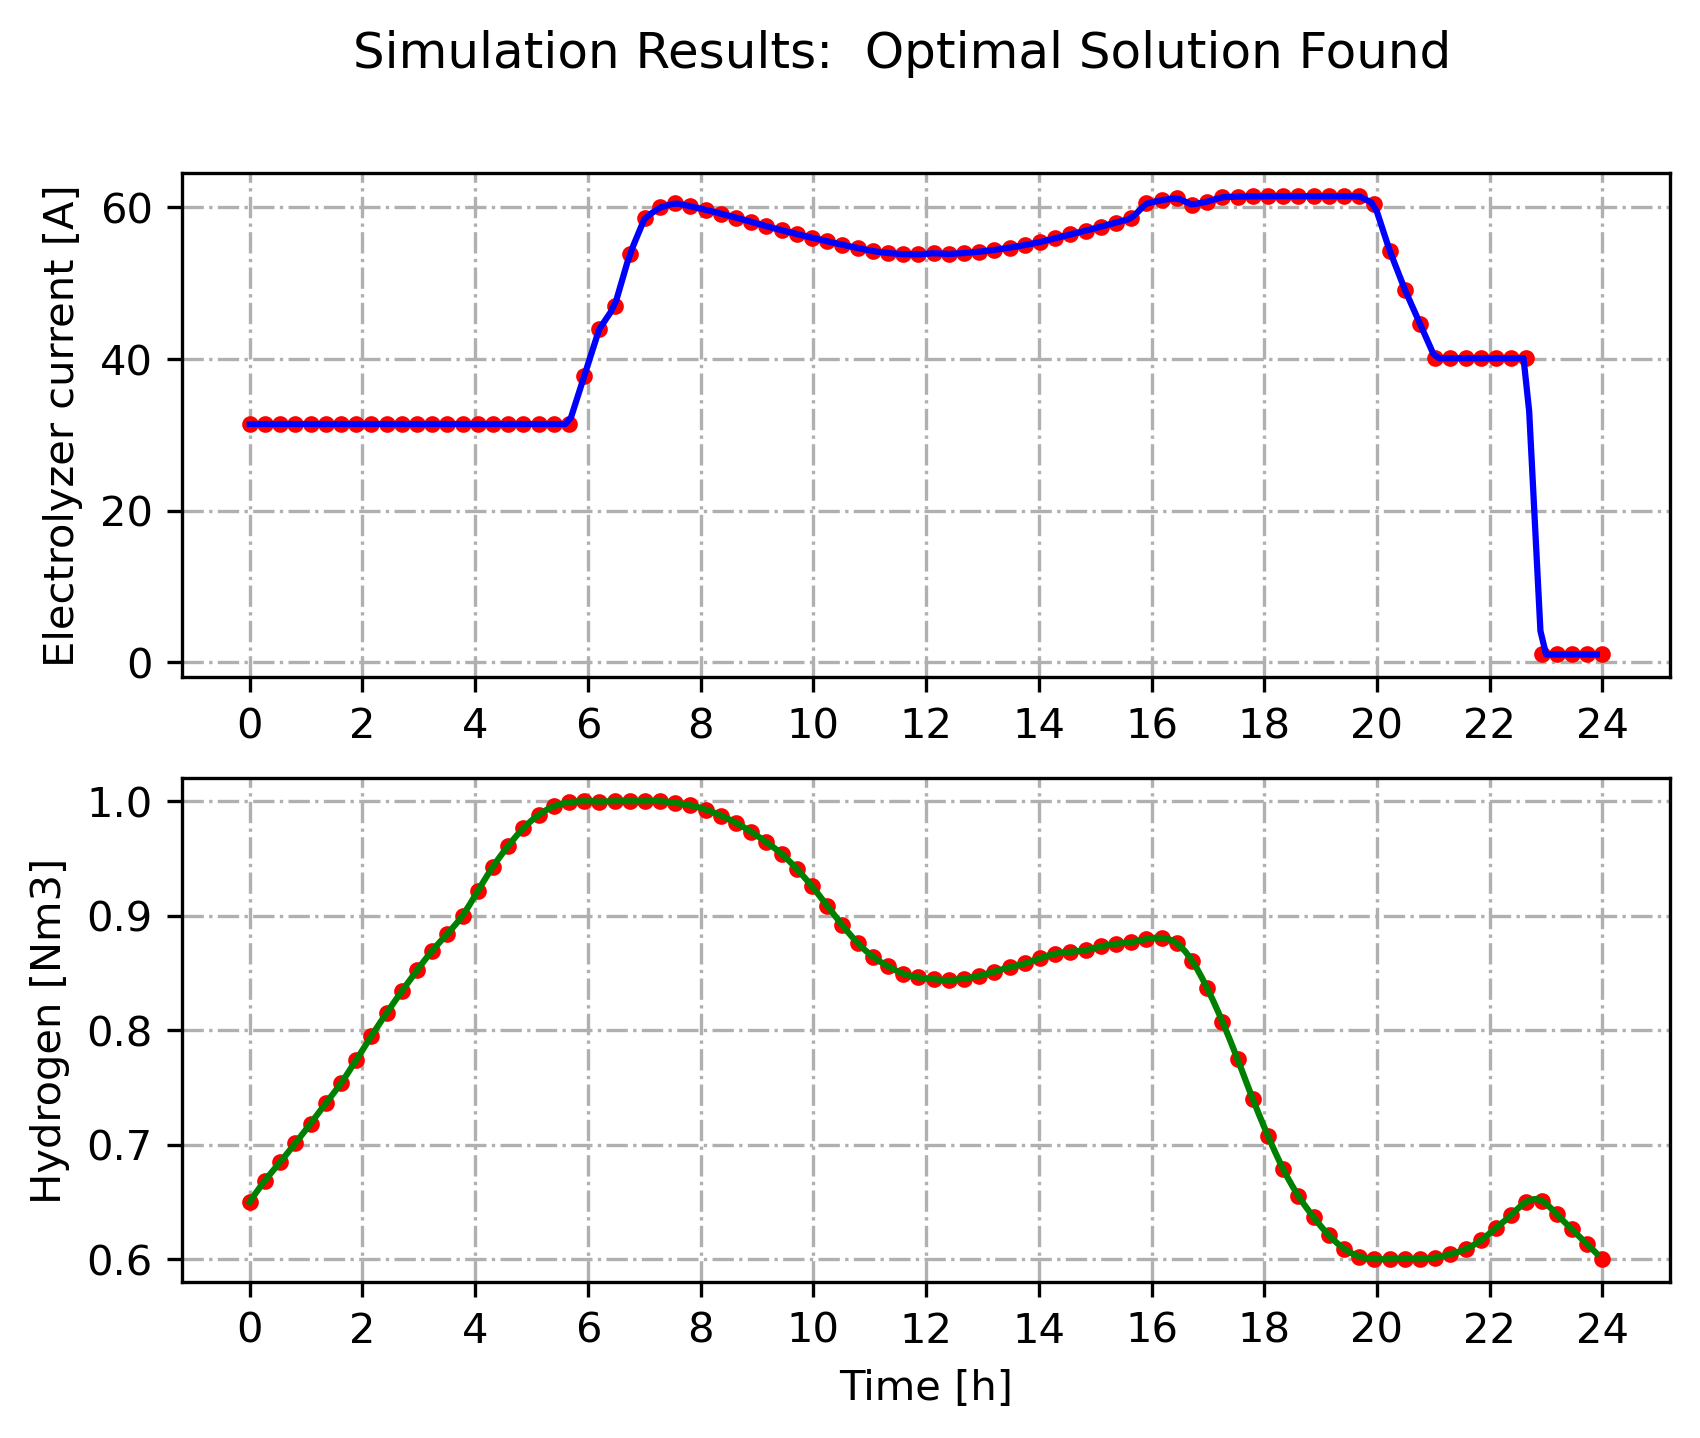 Simulation Results:  Optimal Solution Found
Electrolyzer current [A]
60
40
20
0
0 2 4 6 8 10 12 14 16 18 20 22 24
Hydrogen [Nm3]
1.0
0.9
0.8
0.7
0.6
0 2 4 6 8 10 12 14 16 18 20 22 24
Time [h]